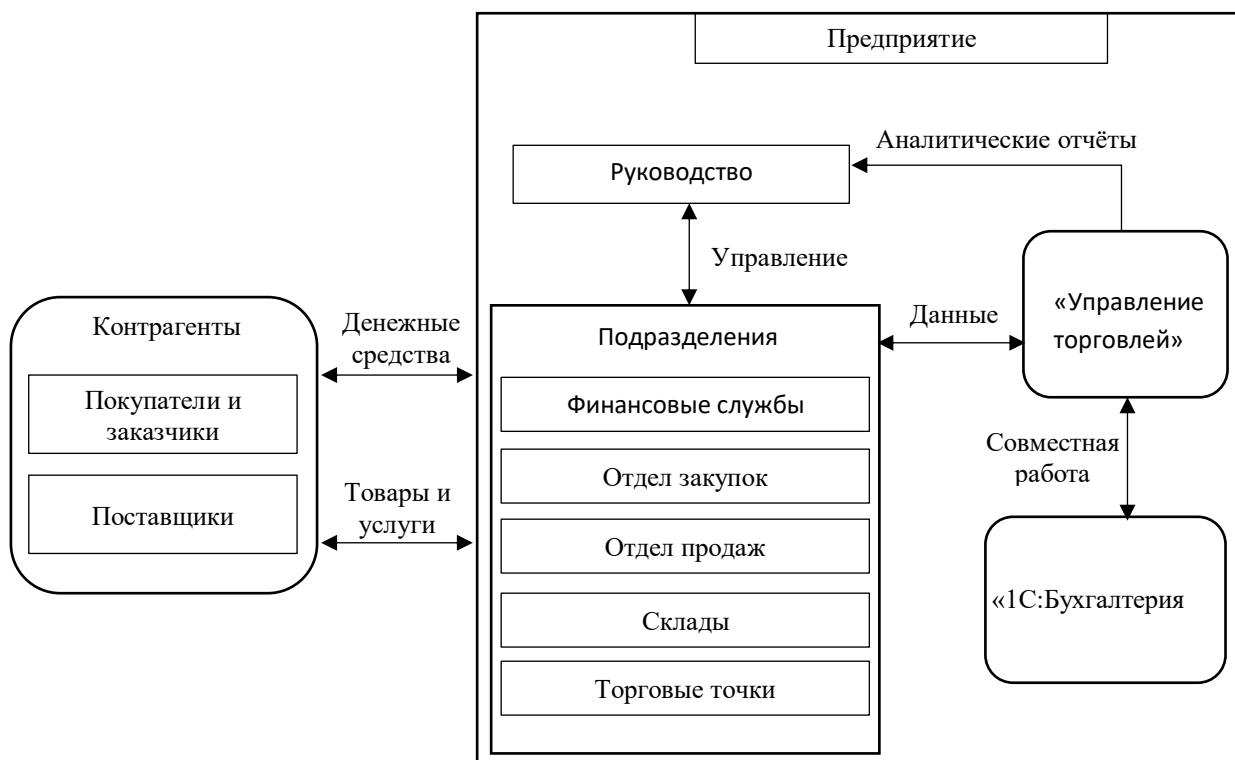 Предприятие
Аналитические отчёты
Руководство
Управление
«Управление
торговлей»
Контрагенты
Денежные
средства
Подразделения
Данные
Покупатели и
заказчики
Финансовые службы
Совместная
работа
Отдел закупок
Поставщики
Товары и
услуги
Отдел продаж
«1С:Бухгалтерия
Склады
Торговые точки